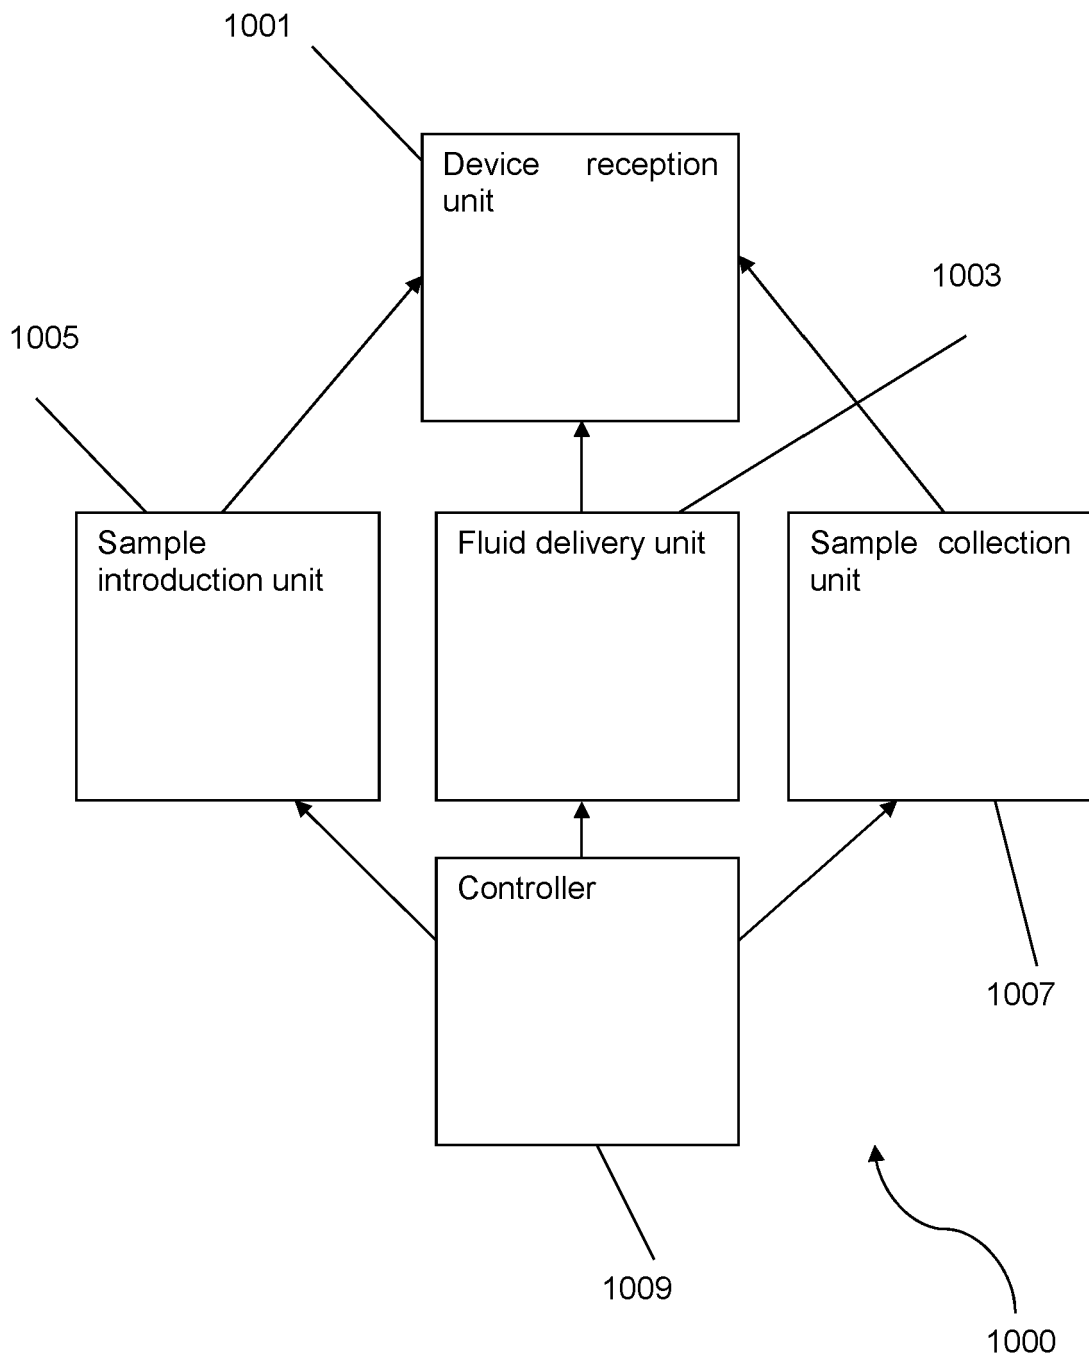 1001
Device reception
unit
1003
1005
Sample
introduction unit
Fluid delivery unit
Sample collection
unit
Controller
1007
1009
1000